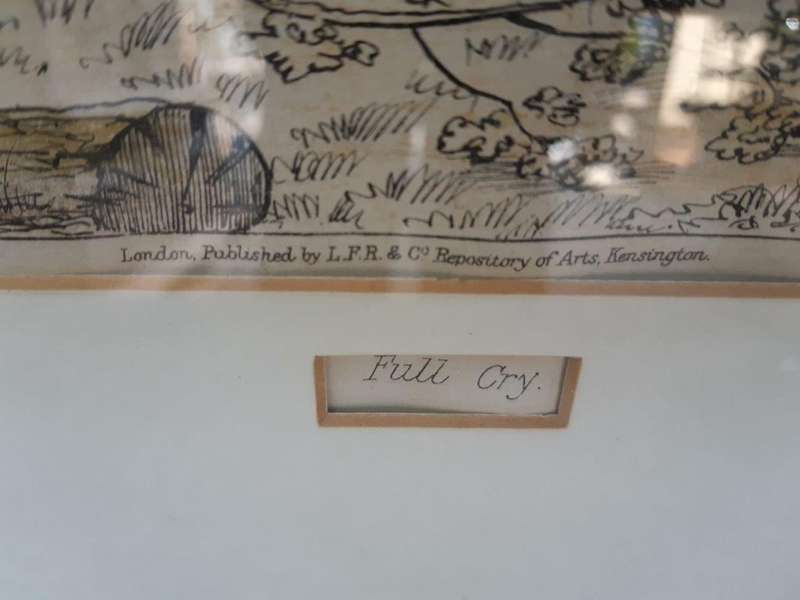 London, Published by L.F.R. & Co Repository of Arts, Kensington.
Full Cry.